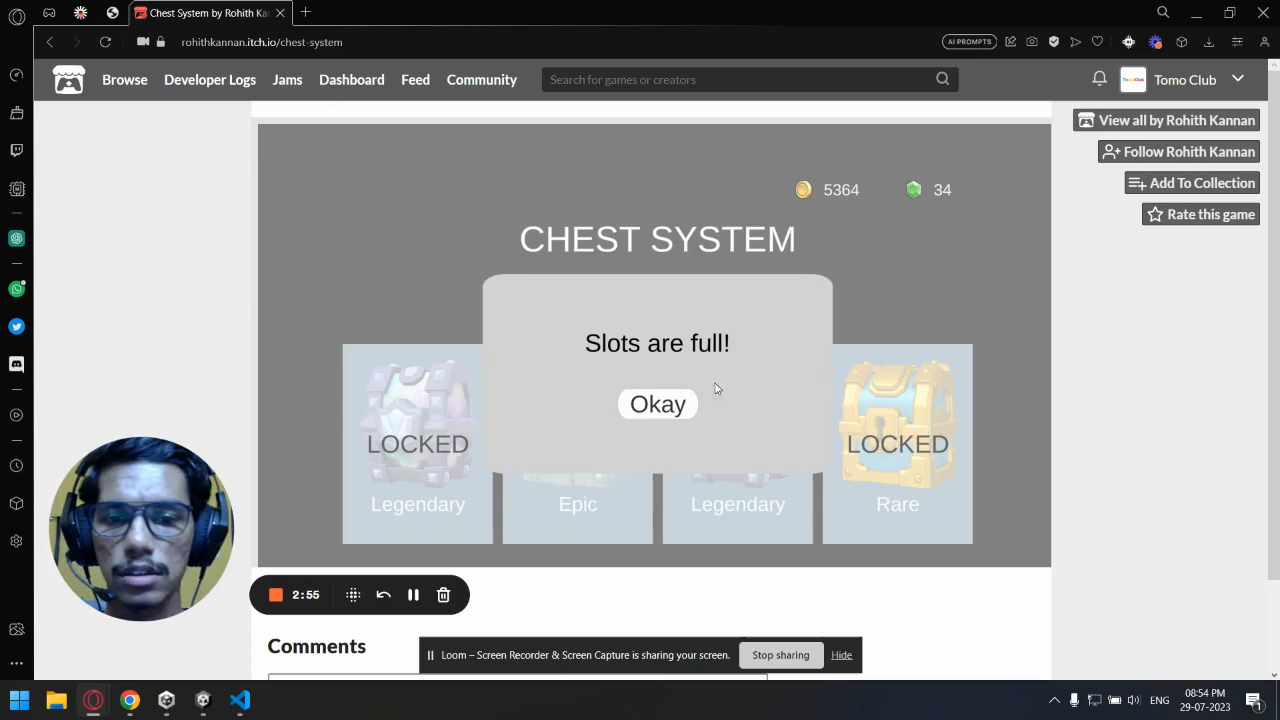 Chest System by Rohith Ka
rohithkannan.itch.io/chest-system
AI PROMPTS
Browse
Developer Logs
Jams
Dashboard
Feed
Community
Search for games or creators
Tomo Club
View all by Rohith Kannan
Follow Rohith Kannan
Add To Collection
Rate this game
5364
34
CHEST SYSTEM
Slots are full!
Okay
LOCKED
LOCKED
Legendary
Epic
Legendary
Rare
2:55
Comments
Loom – Screen Recorder & Screen Capture is sharing your screen.
Stop sharing
Hide
ENG
08:54 PM
29-07-2023